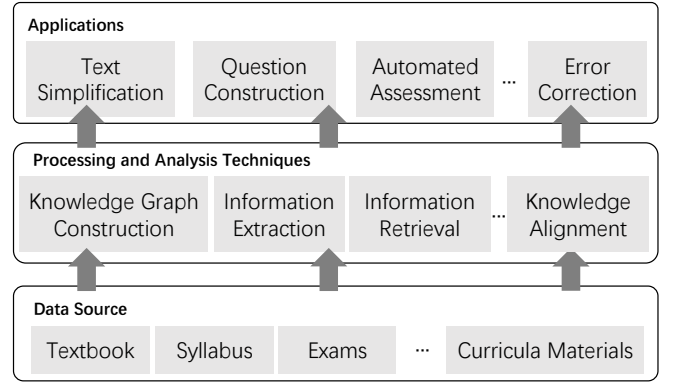 Applications
Text
Simplification
Question
Construction
Automated
Assessment
...
Error
Correction
Processing and Analysis Techniques
Knowledge Graph
Construction
Information
Extraction
Information
Retrieval
...
Knowledge
Alignment
Data Source
Textbook
Syllabus
Exams
...
Curricula Materials